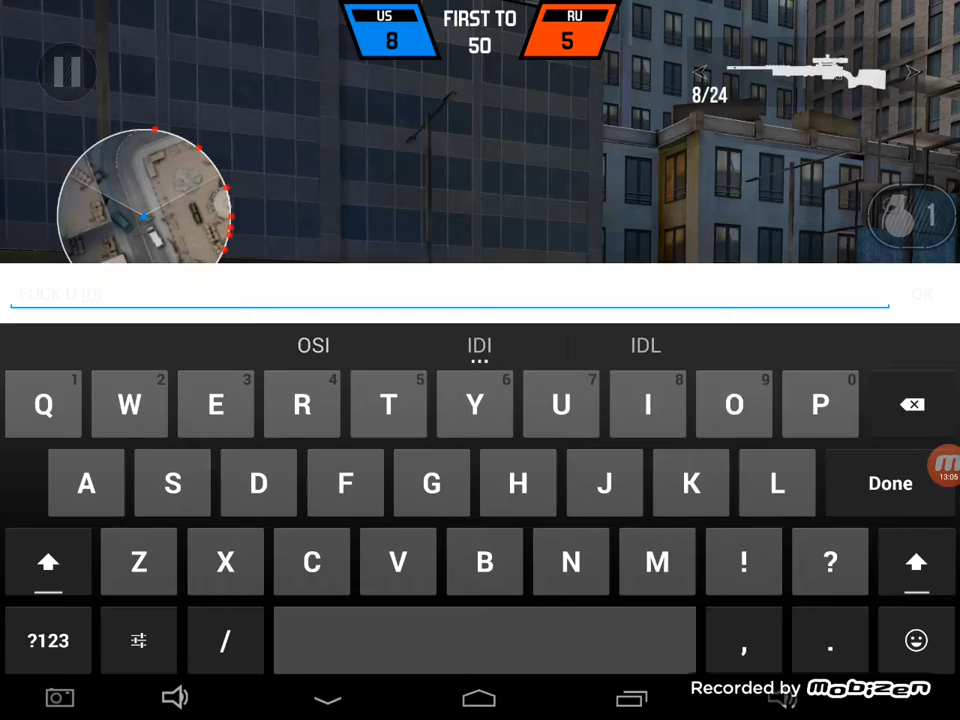 US
8
FIRST TO
50
RU
5
8/24
1
FUCK U IDI
OK
OSI
IDI
IDL
1 2 3 4 5 6 7 8 9 0
Q W E R T Y U I O P
A S D F G H J K L Done
13:05
Z X C V B N M ! ?
?123 / , .
Recorded by mobizen